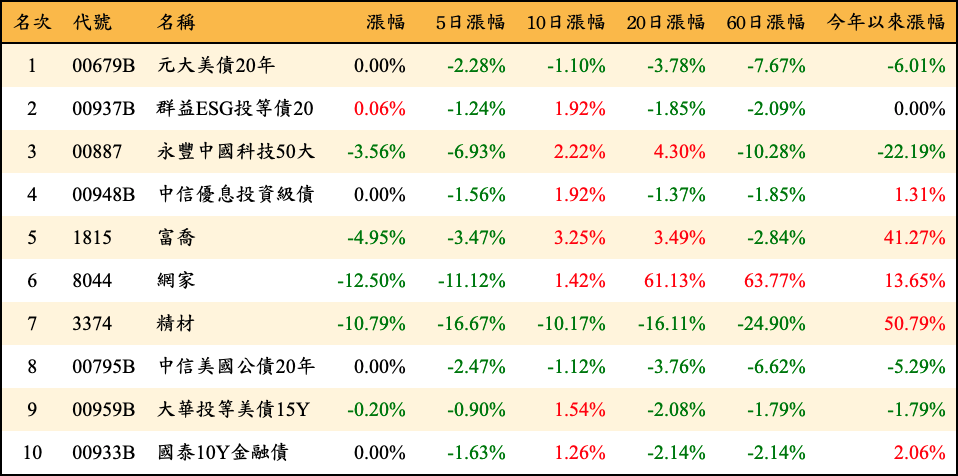 名次 代號 名稱 漲幅 5日漲幅 10日漲幅 20日漲幅 60日漲幅 今年以來漲幅
1 00679B 元大美債20年 0.00% -2.28% -1.10% -3.78% -7.67% -6.01%
2 00937B 群益ESG投等債20 0.06% -1.24% 1.92% -1.85% -2.09% 0.00%
3 00887 永豐中國科技50大 -3.56% -6.93% 2.22% 4.30% -10.28% -22.19%
4 00948B 中信優息投資級債 0.00% -1.56% 1.92% -1.37% -1.85% 1.31%
5 1815 富喬 -4.95% -3.47% 3.25% 3.49% -2.84% 41.27%
6 8044 網家 -12.50% -11.12% 1.42% 61.13% 63.77% 13.65%
7 3374 精材 -10.79% -16.67% -10.17% -16.11% -24.90% 50.79%
8 00795B 中信美國公債20年 0.00% -2.47% -1.12% -3.76% -6.62% -5.29%
9 00959B 大華投等美債15Y -0.20% -0.90% 1.54% -2.08% -1.79% -1.79%
10 00933B 國泰10Y金融債 0.00% -1.63% 1.26% -2.14% -2.14% 2.06%